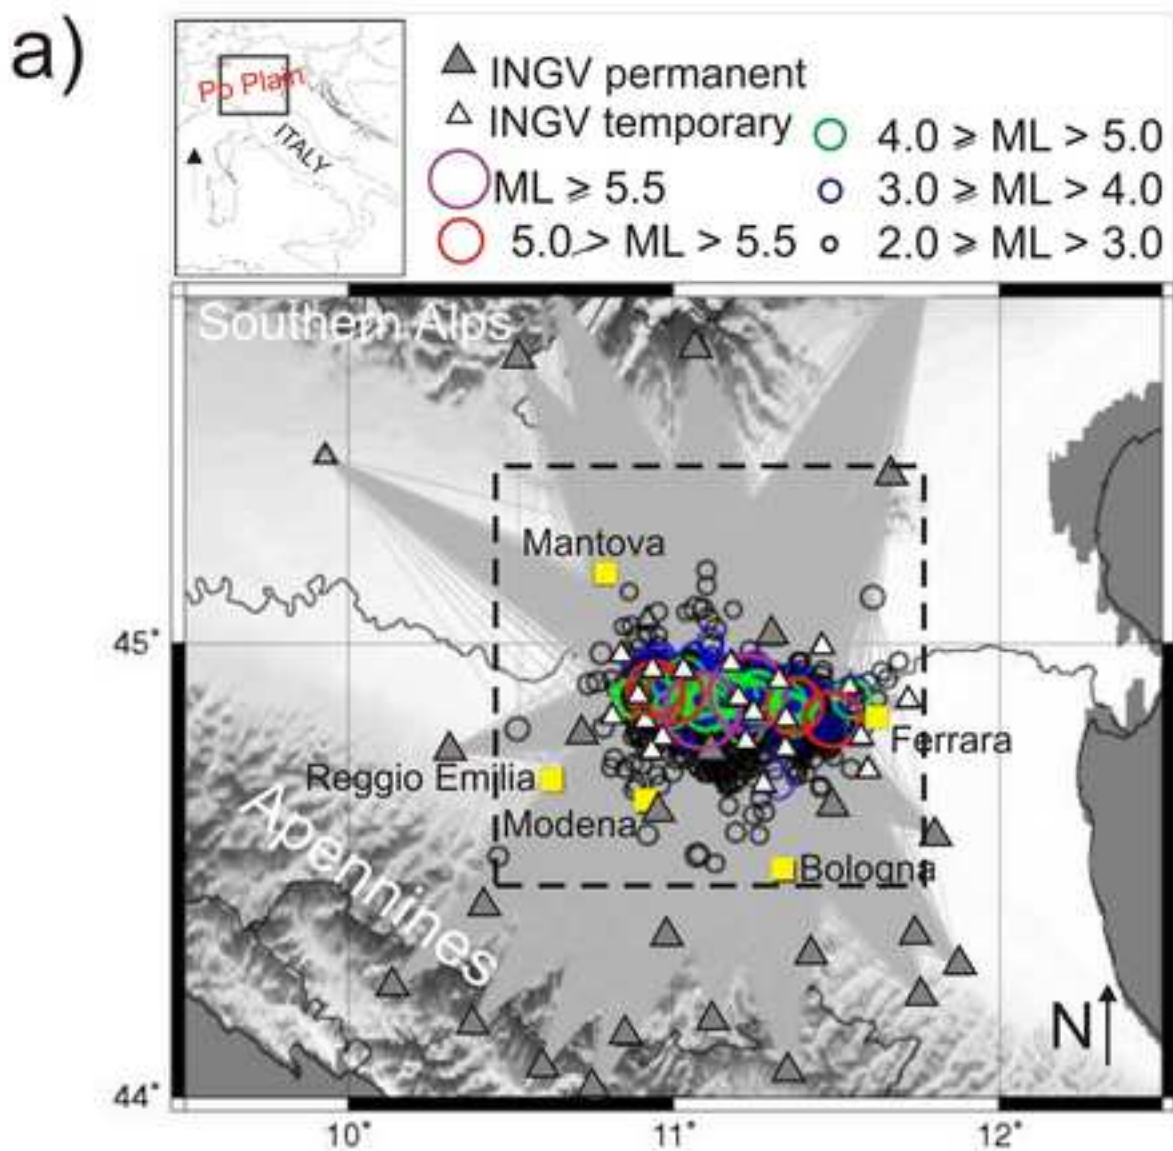 a)
Po Plain
ITALY
INGV permanent
INGV temporary
ML ⩾ 5.5
5.0 > ML > 5.5
4.0 ⩾ ML > 5.0
3.0 ⩾ ML > 4.0
2.0 ⩾ ML > 3.0
Southern Alps
Mantova
45°
Ferrara
Reggio Emilia
Modena
Apennines
Bologna
N
44°
10°
11°
12°